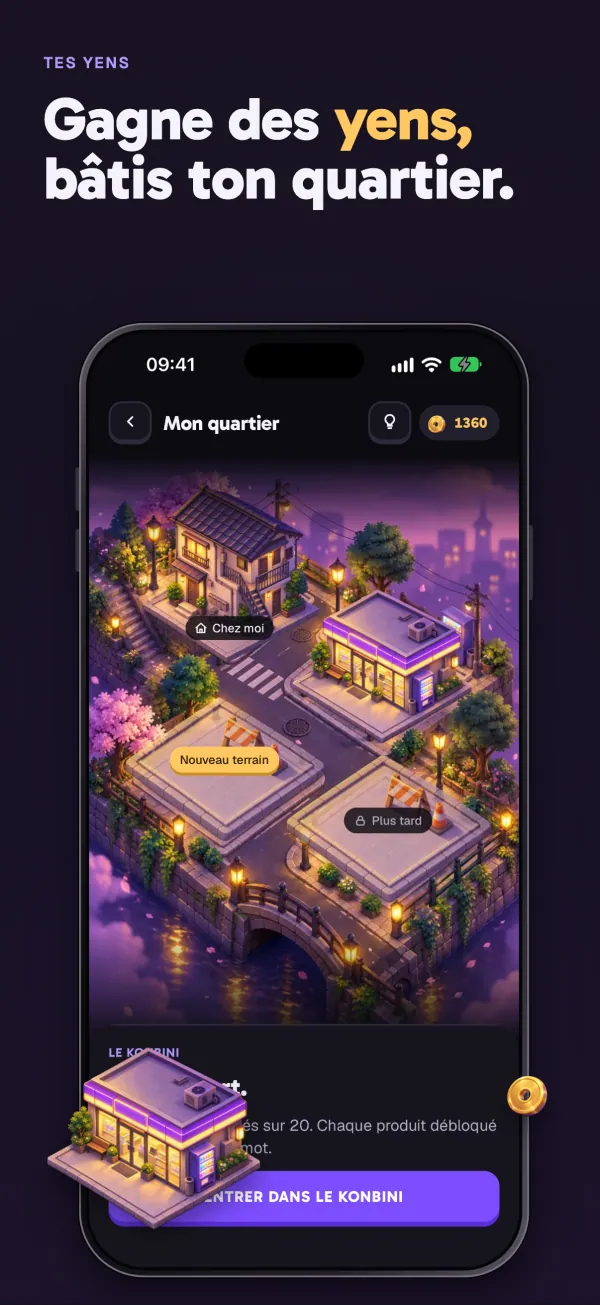 TES YENS
Gagne des yens,
bâtis ton quartier.
09:41
Mon quartier
1360
Chez moi
Nouveau terrain
Plus tard
LE KONBINI
sur 20. Chaque produit débloqué
mot.
ENTRER DANS LE KONBINI